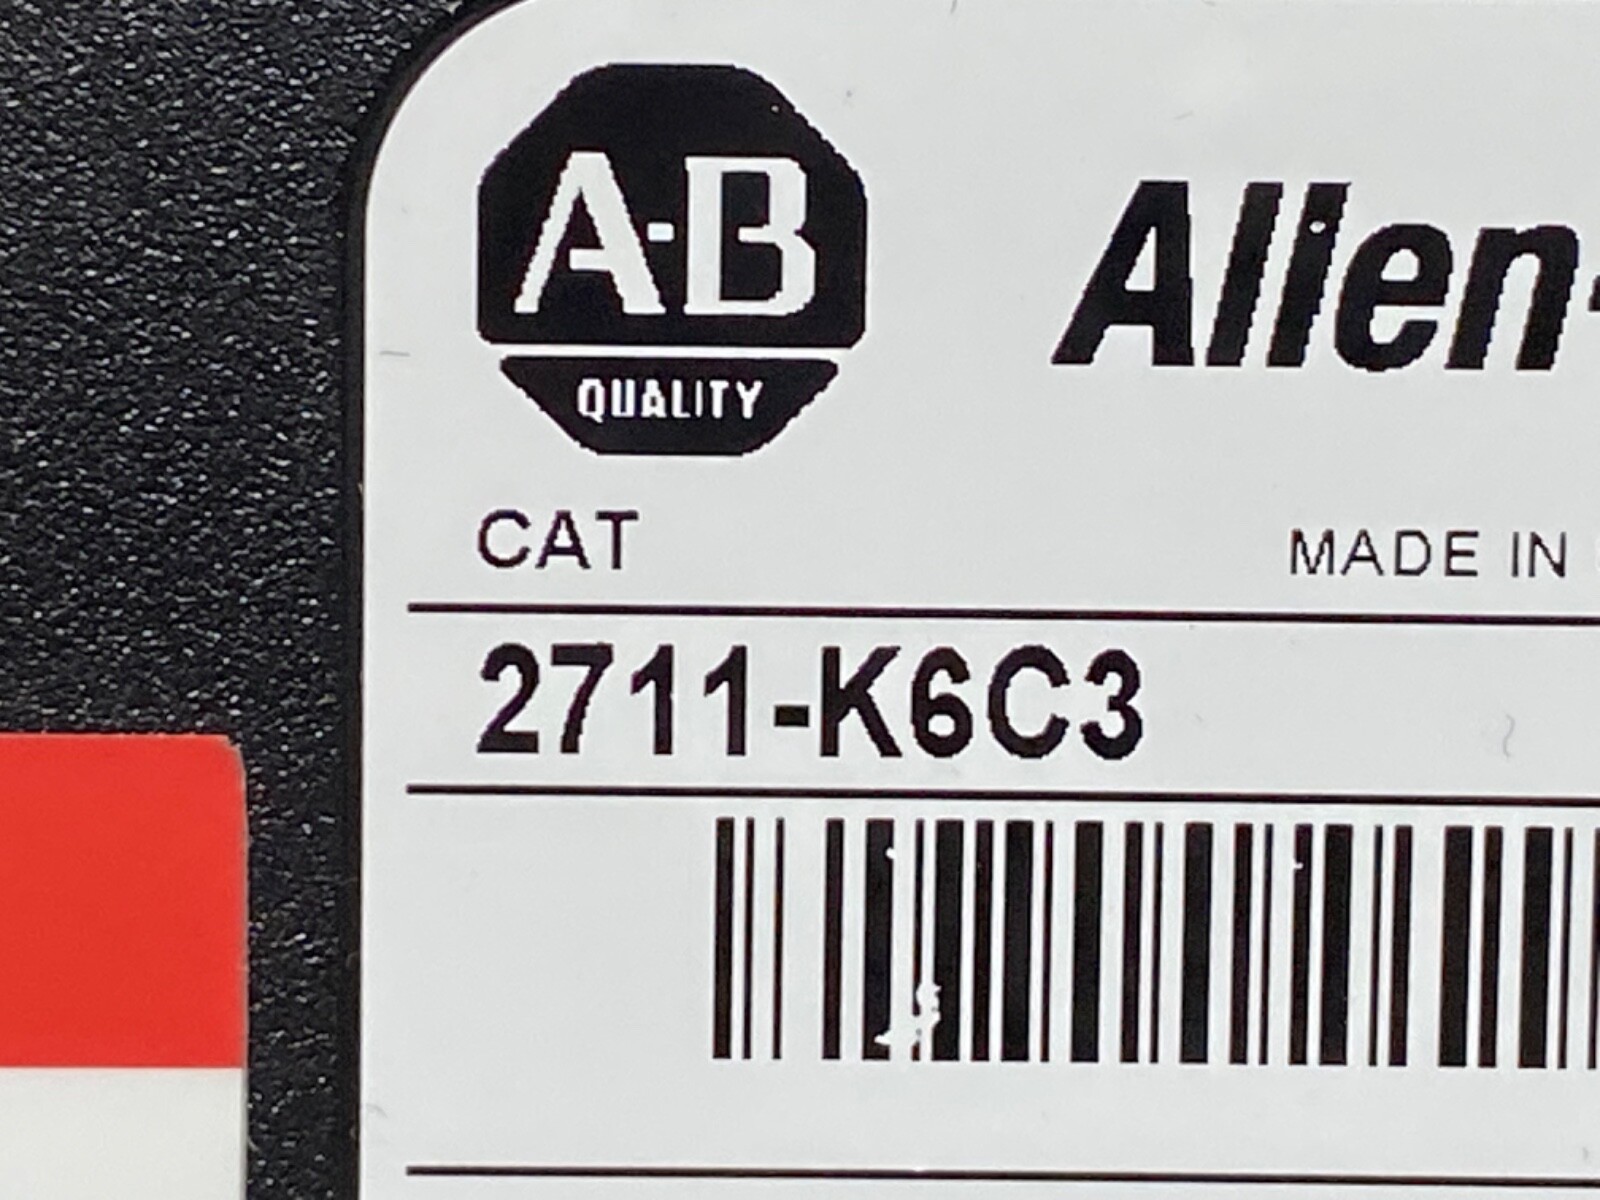 A-B
QUALITY
Allen-
CAT
MADE IN
2711-K6C3